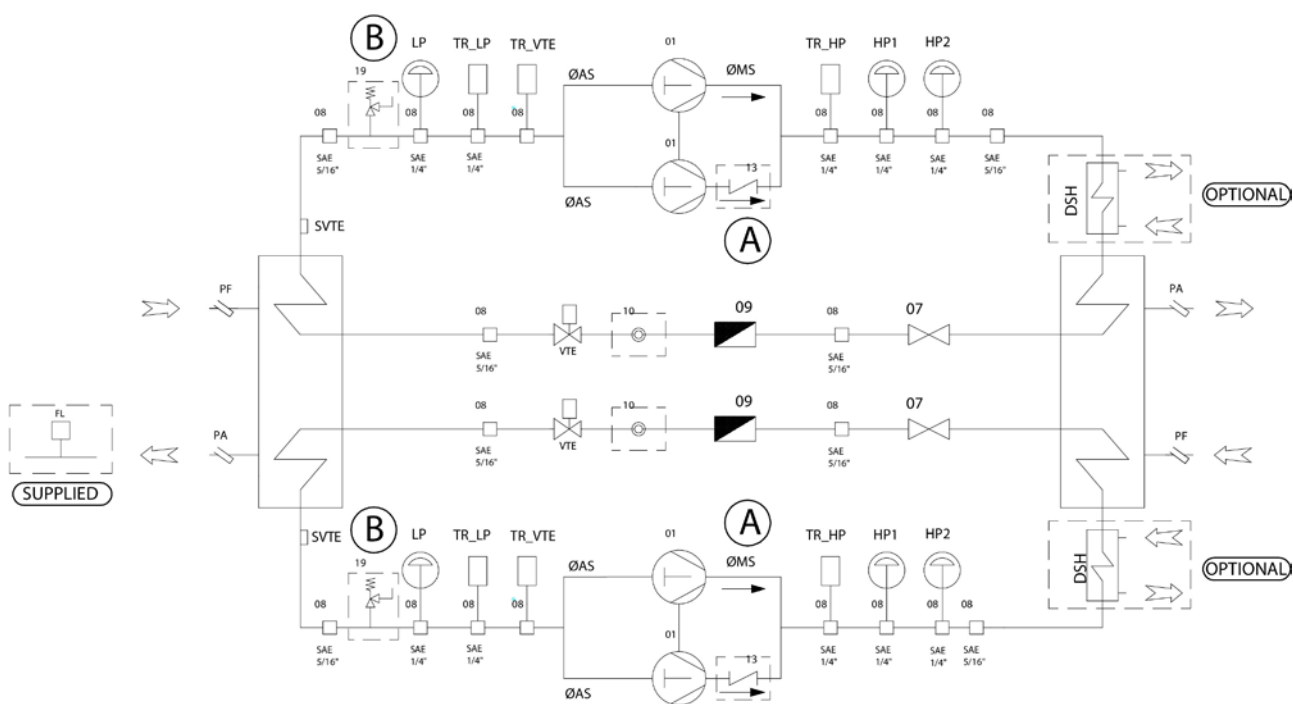 B LP TR_LP TR_VTE 01 TR_HP HP1 HP2
19 ØAS ØMS
08 08 08 08 08 08 08 08
SAE 5/16" SAE 1/4" SAE 1/4" 01 13 SAE 1/4" SAE 1/4" SAE 1/4" SAE 5/16"
ØAS DSH OPTIONAL
SVTE A
PF PA
08 10 09 08 07
SAE 5/16" VTE SAE 5/16"
FL 08 10 09 08 07
PA PF
SAE 5/16" VTE SAE 5/16"
SUPPLIED
SVTE B LP TR_LP TR_VTE 01 A TR_HP HP1 HP2
19 ØAS ØMS DSH OPTIONAL
08 08 08 08 08 08 08 08
SAE 5/16" SAE 1/4" SAE 1/4" 01 13 SAE 1/4" SAE 1/4" SAE 1/4" SAE 5/16"
ØAS